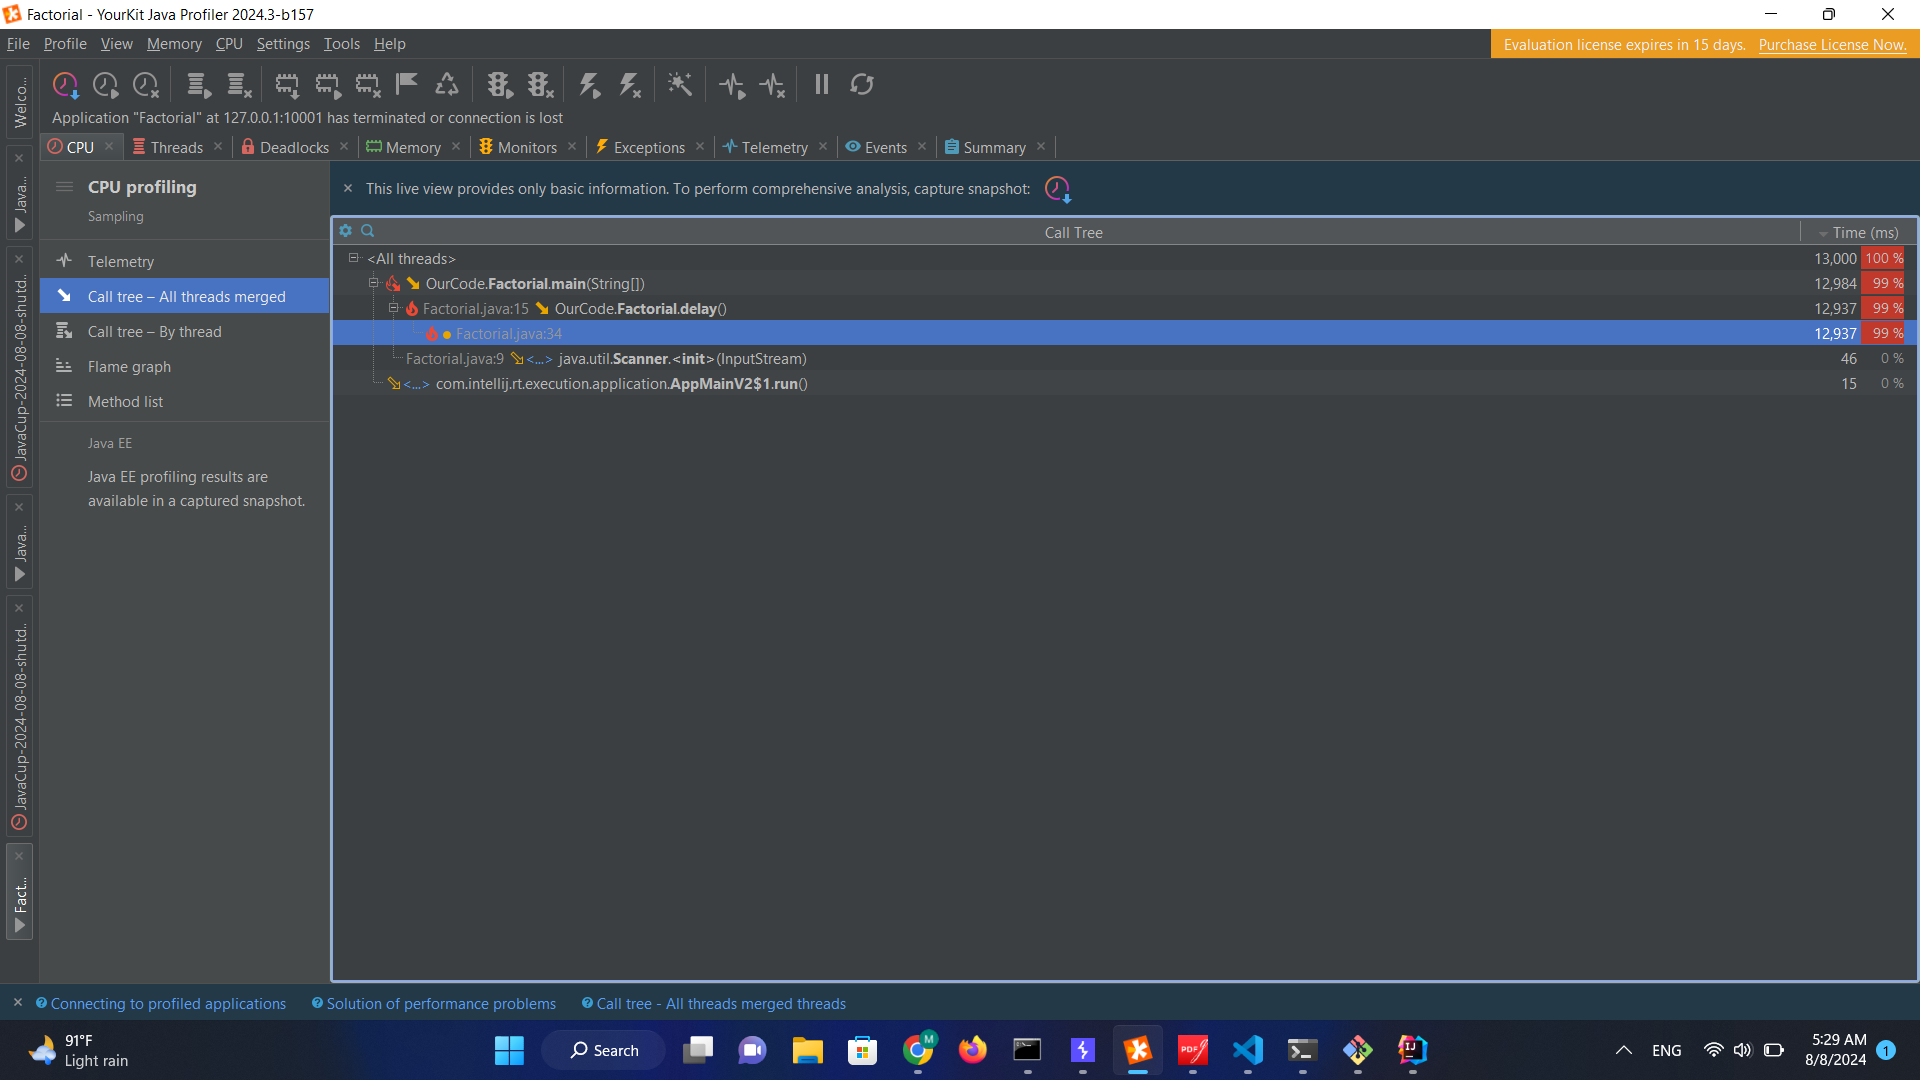 Factorial - YourKit Java Profiler 2024.3-b157
File Profile View Memory CPU Settings Tools Help
Evaluation license expires in 15 days. Purchase License Now.
Application "Factorial" at 127.0.0.1:10001 has terminated or connection is lost
CPU Threads Deadlocks Memory Monitors Exceptions Telemetry Events Summary
Welco...
Java...
JavaCup-2024-08-08-shutd...
Java...
JavaCup-2024-08-08-shutd...
Fact...
CPU profiling
Sampling
Telemetry
Call tree – All threads merged
Call tree – By thread
Flame graph
Method list
Java EE
Java EE profiling results are
available in a captured snapshot.
This live view provides only basic information. To perform comprehensive analysis, capture snapshot:
Call Tree Time (ms)
<All threads> 13,000 100 %
OurCode.Factorial.main(String[]) 12,984 99 %
Factorial.java:15 OurCode.Factorial.delay() 12,937 99 %
Factorial.java:34 12,937 99 %
Factorial.java:9 <...> java.util.Scanner.<init>(InputStream) 46 0 %
<...> com.intellij.rt.execution.application.AppMainV2$1.run() 15 0 %
Connecting to profiled applications Solution of performance problems Call tree - All threads merged threads
91°F
Light rain
Search
M
PDF
IJ
ENG
5:29 AM
8/8/2024
1